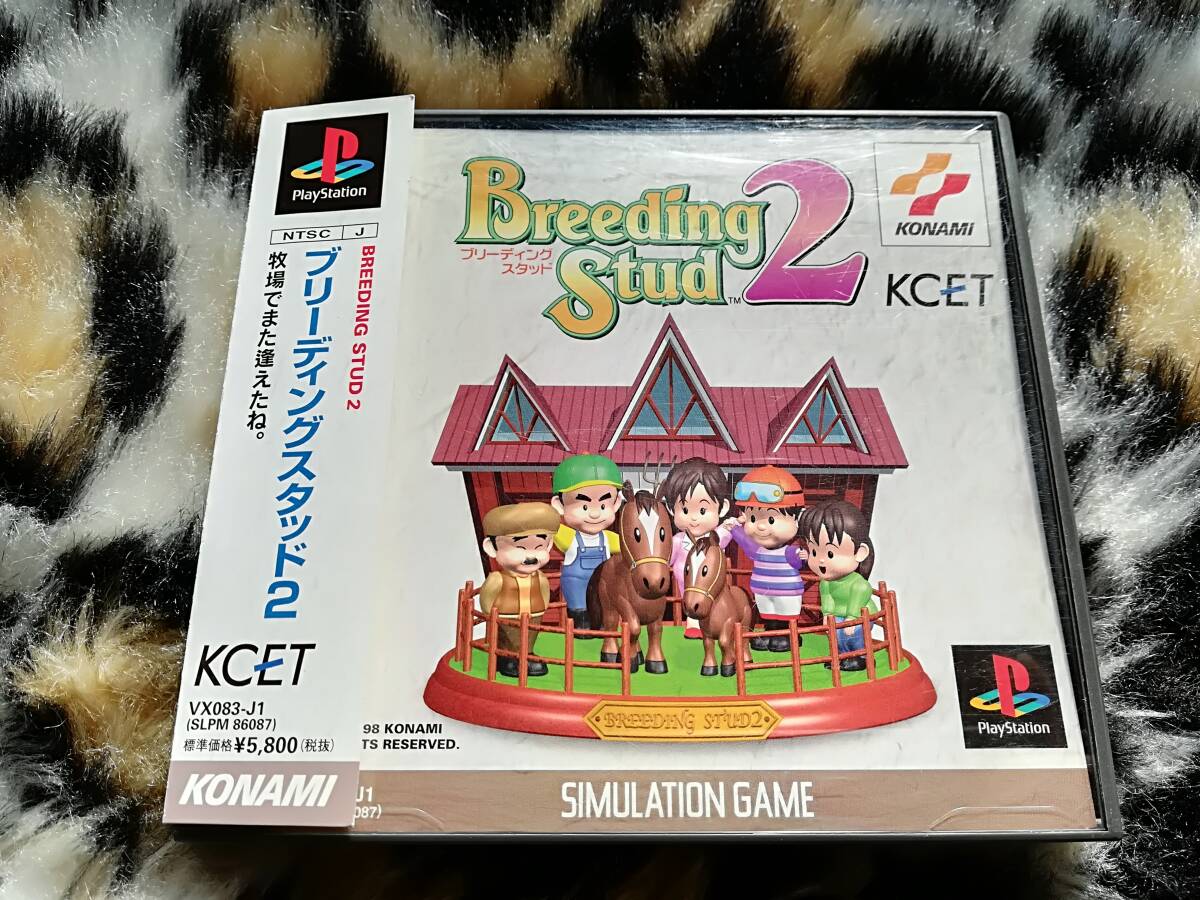 PlayStation
NTSC J
BREEDING STUD 2
ブリーディングスタッド2
牧場でまた逢えたね。
KCET
VX083-J1
(SLPM 86087)
標準価格¥5,800(税抜)
KONAMI
Breeding
Stud 2
ブリーディング
スタッド
TM
KONAMI
KCET
BREEDING STUD2
PlayStation
98 KONAMI
TS RESERVED.
J1
087)
SIMULATION GAME